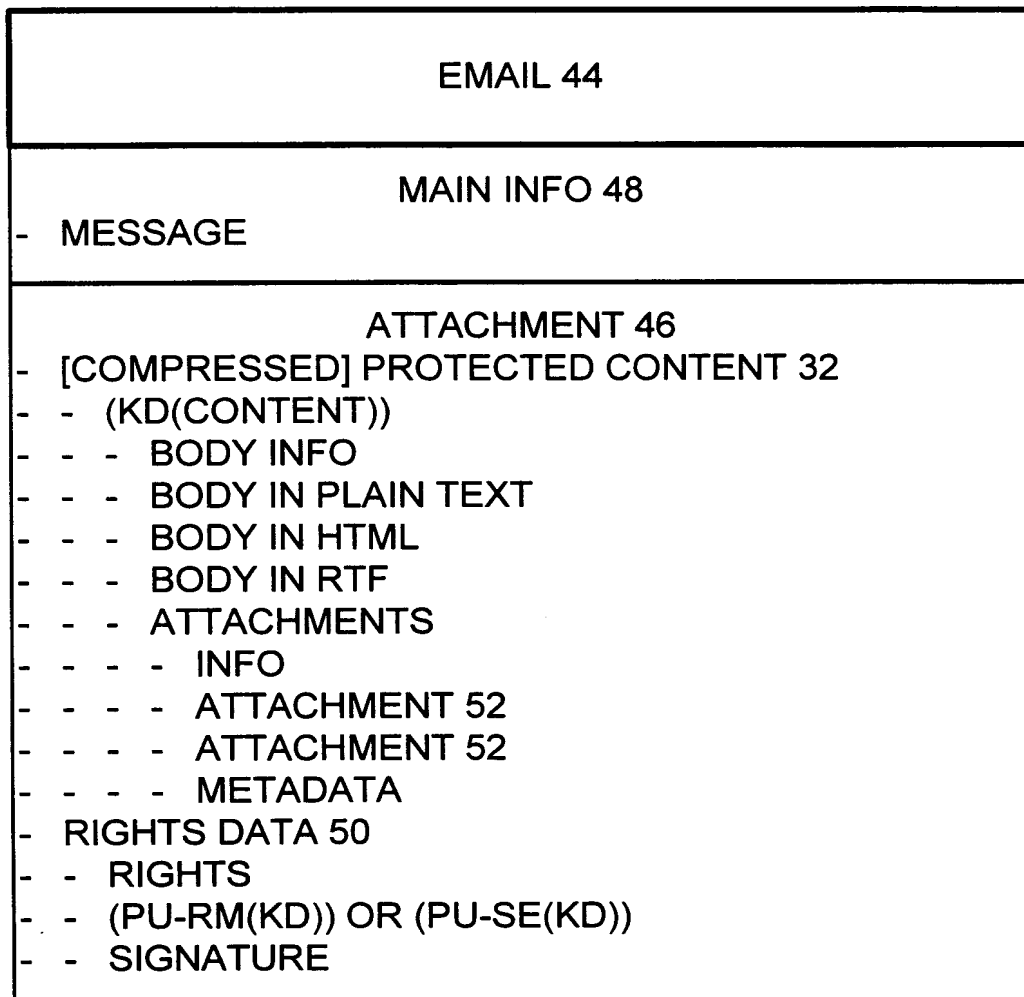 EMAIL 44
MAIN INFO 48
- MESSAGE
ATTACHMENT 46
- [COMPRESSED] PROTECTED CONTENT 32
- - (KD(CONTENT))
- - - BODY INFO
- - - BODY IN PLAIN TEXT
- - - BODY IN HTML
- - - BODY IN RTF
- - - ATTACHMENTS
- - - - INFO
- - - - ATTACHMENT 52
- - - - ATTACHMENT 52
- - - - METADATA
- RIGHTS DATA 50
- - RIGHTS
- - (PU-RM(KD)) OR (PU-SE(KD))
- - SIGNATURE